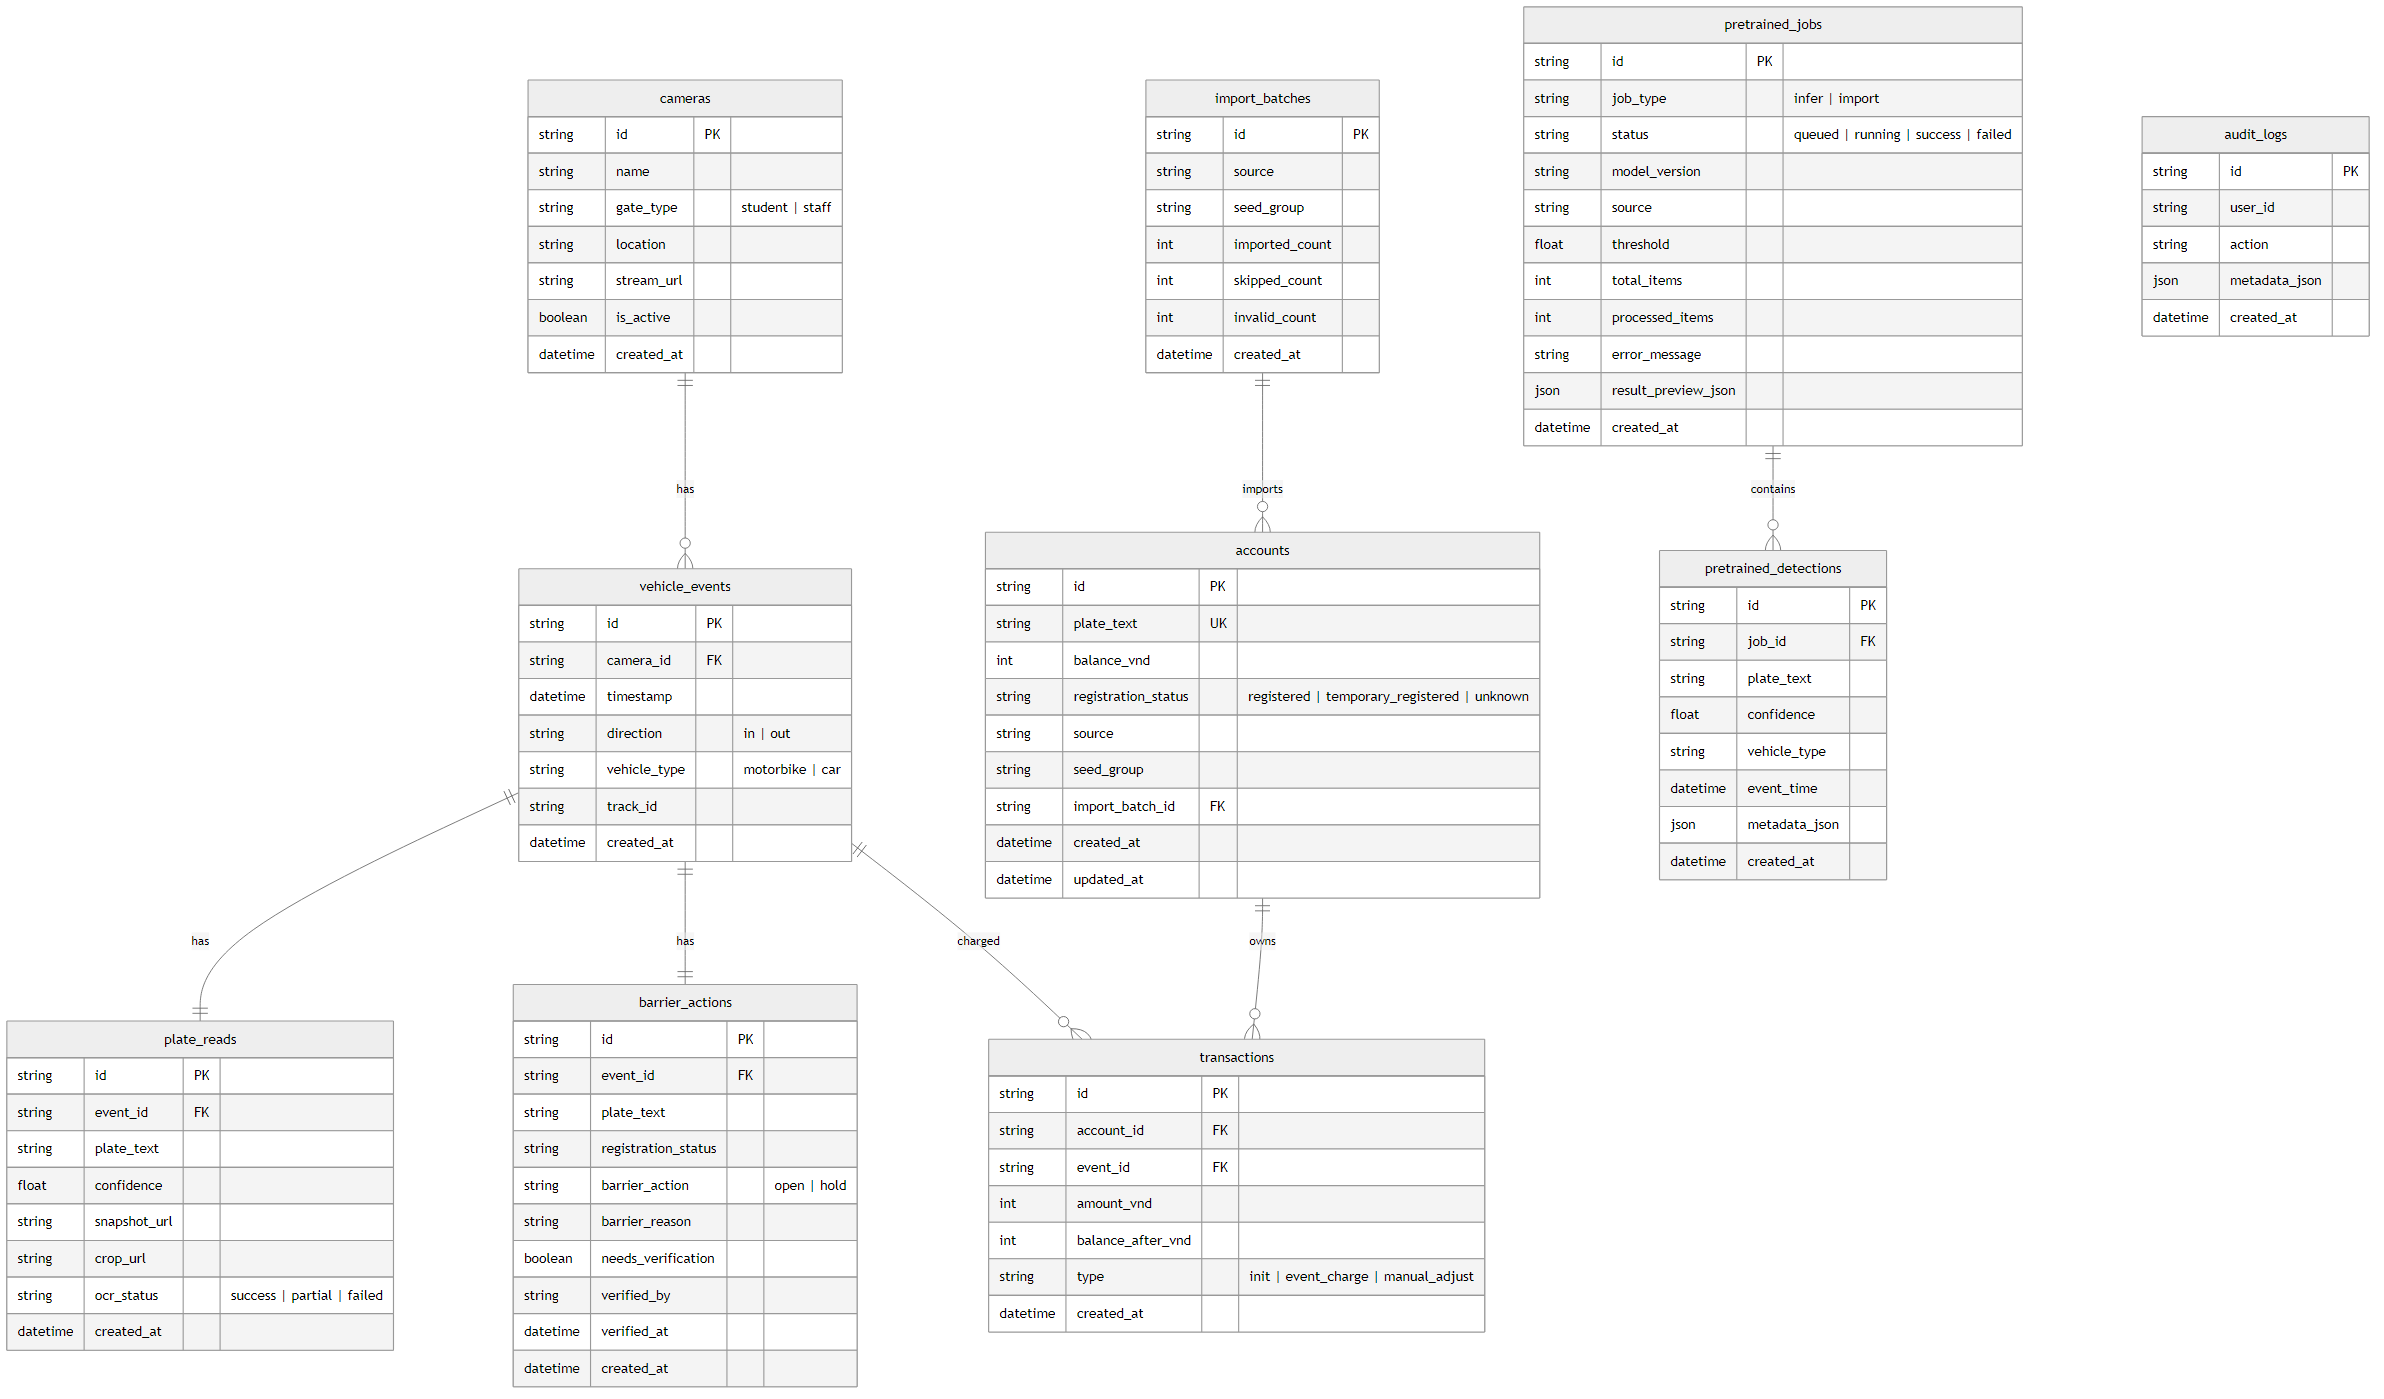 pretrained_jobs
string id PK
string job_type infer | import
string status queued | running | success | failed
string model_version
string source
float threshold
int total_items
int processed_items
string error_message
json result_preview_json
datetime created_at
cameras
string id PK
string name
string gate_type student | staff
string location
string stream_url
boolean is_active
datetime created_at
import_batches
string id PK
string source
string seed_group
int imported_count
int skipped_count
int invalid_count
datetime created_at
audit_logs
string id PK
string user_id
string action
json metadata_json
datetime created_at
has
imports
contains
vehicle_events
string id PK
string camera_id FK
datetime timestamp
string direction in | out
string vehicle_type motorbike | car
string track_id
datetime created_at
accounts
string id PK
string plate_text UK
int balance_vnd
string registration_status registered | temporary_registered | unknown
string source
string seed_group
string import_batch_id FK
datetime created_at
datetime updated_at
pretrained_detections
string id PK
string job_id FK
string plate_text
float confidence
string vehicle_type
datetime event_time
json metadata_json
datetime created_at
has
has
charged
owns
plate_reads
string id PK
string event_id FK
string plate_text
float confidence
string snapshot_url
string crop_url
string ocr_status success | partial | failed
datetime created_at
barrier_actions
string id PK
string event_id FK
string plate_text
string registration_status
string barrier_action open | hold
string barrier_reason
boolean needs_verification
string verified_by
datetime verified_at
datetime created_at
transactions
string id PK
string account_id FK
string event_id FK
int amount_vnd
int balance_after_vnd
string type init | event_charge | manual_adjust
datetime created_at